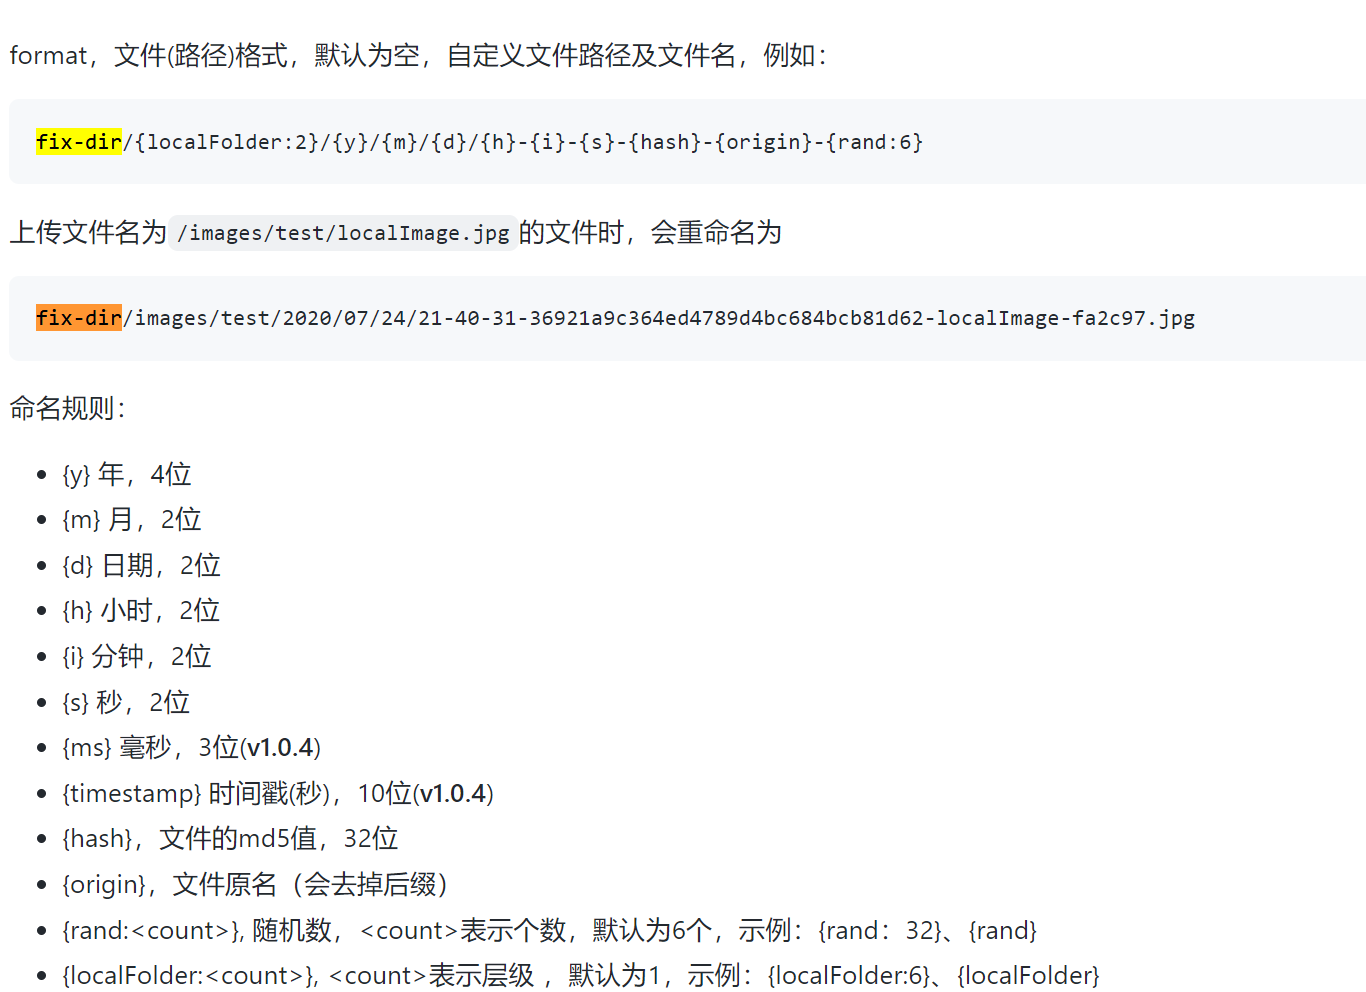 format，文件(路径)格式，默认为空，自定义文件路径及文件名，例如：
fix-dir/{localFolder:2}/{y}/{m}/{d}/{h}-{i}-{s}-{hash}-{origin}-{rand:6}
上传文件名为 /images/test/localImage.jpg 的文件时，会重命名为
fix-dir/images/test/2020/07/24/21-40-31-36921a9c364ed4789d4bc684bcb81d62-localImage-fa2c97.jpg
命名规则：
• {y} 年，4位
• {m} 月，2位
• {d} 日期，2位
• {h} 小时，2位
• {i} 分钟，2位
• {s} 秒，2位
• {ms} 毫秒，3位(v1.0.4)
• {timestamp} 时间戳(秒)，10位(v1.0.4)
• {hash}，文件的md5值，32位
• {origin}，文件原名（会去掉后缀）
• {rand:<count>}, 随机数，<count>表示个数，默认为6个，示例：{rand：32}、{rand}
• {localFolder:<count>}, <count>表示层级 ，默认为1，示例：{localFolder:6}、{localFolder}